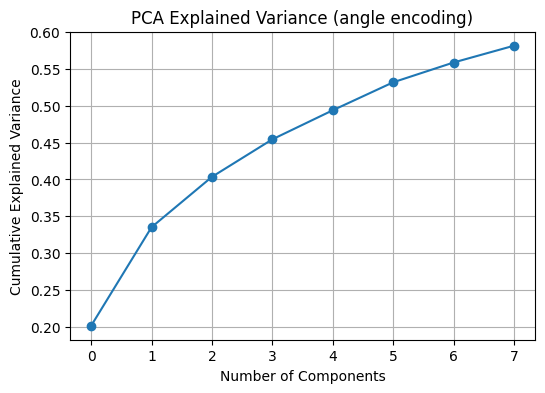 PCA Explained Variance (angle encoding)
Cumulative Explained Variance
0.60
0.55
0.50
0.45
0.40
0.35
0.30
0.25
0.20
0 1 2 3 4 5 6 7
Number of Components